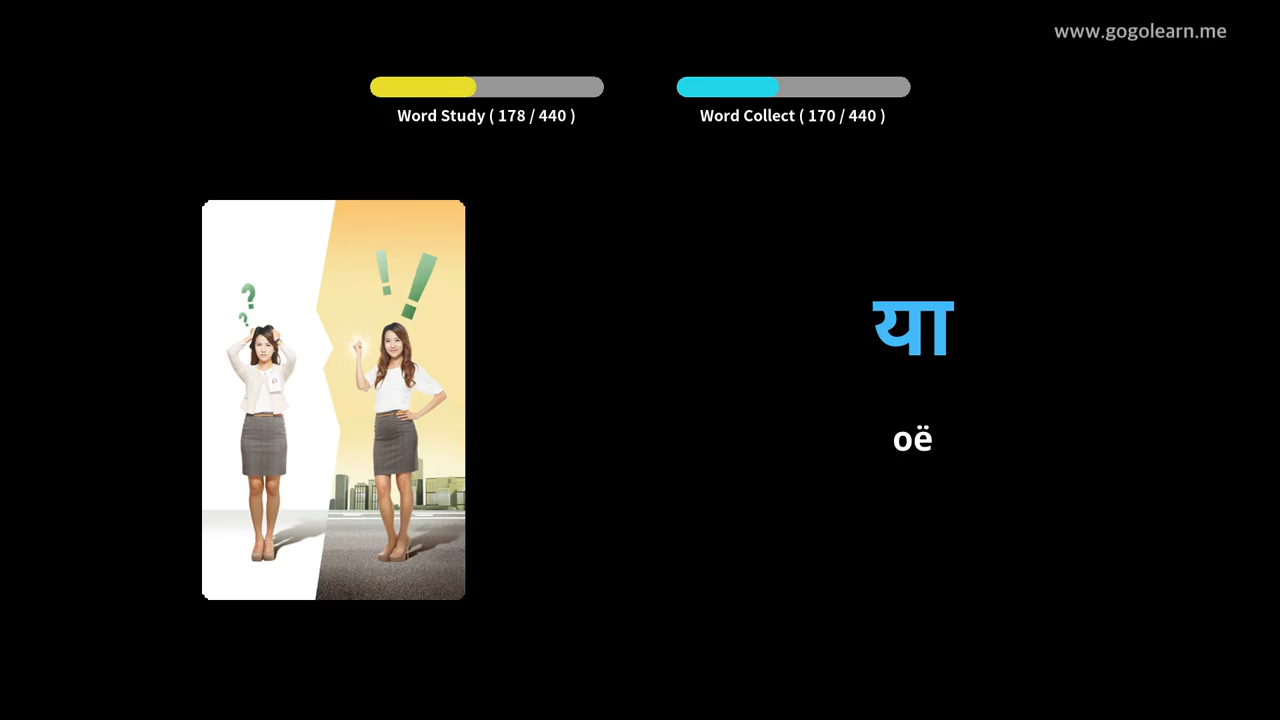 www.gogolearn.me
Word Study ( 178 / 440 )
Word Collect ( 170 / 440 )
? ? ! !
या
oë